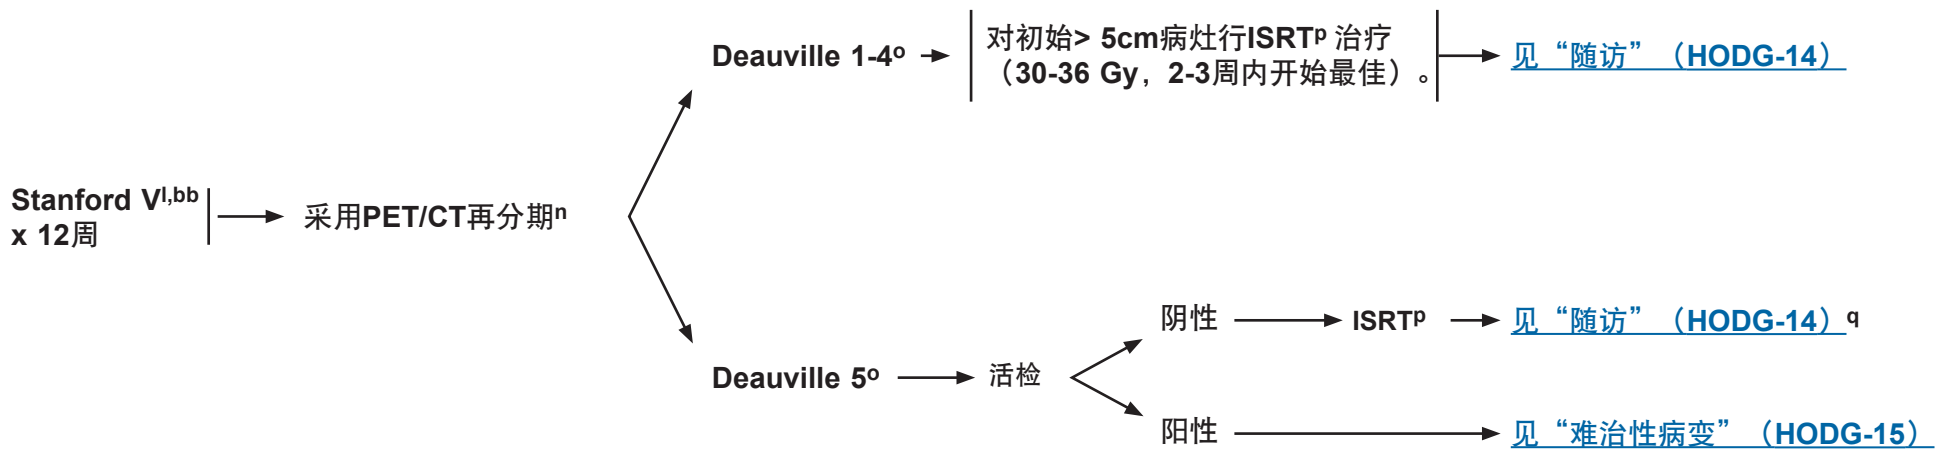 Deauville 1-4ᵒ
对初始> 5cm病灶行ISRTᵖ 治疗
（30-36 Gy，2-3周内开始最佳）。
见“随访”（HODG-14）
Stanford Vˡ,ᵇᵇ
x 12周
采用PET/CT再分期ⁿ
阴性
ISRTᵖ
见“随访”（HODG-14）q
Deauville 5ᵒ
活检
阳性
见“难治性病变”（HODG-15）